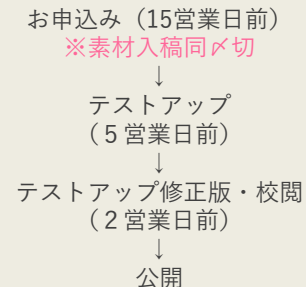 お申込み（15営業日前）
※素材入稿同〆切
↓
テストアップ
（５営業日前）
↓
テストアップ修正版・校閲
（２営業日前）
↓
公開